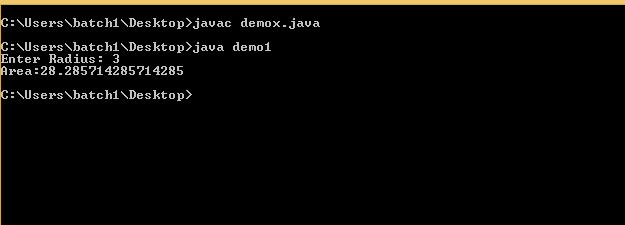 C:\Users\batch1\Desktop>javac demox.java
C:\Users\batch1\Desktop>java demo1
Enter Radius: 3
Area:28.285714285714285
C:\Users\batch1\Desktop>